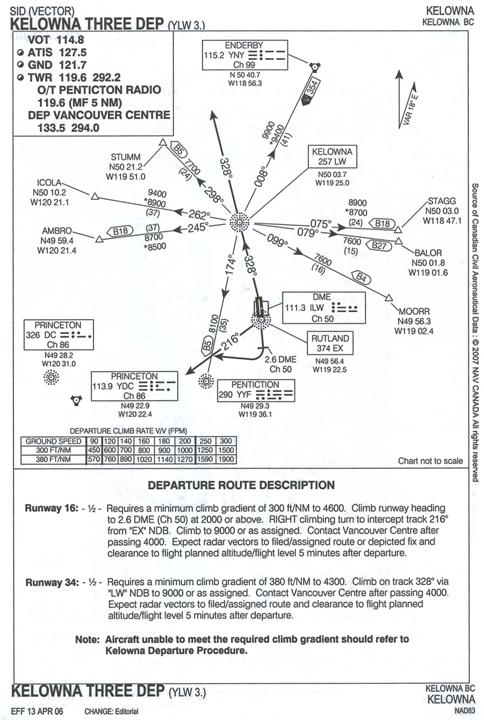 SID (VECTOR)
KELOWNA THREE DEP (YLW 3.)
KELOWNA
KELOWNA BC
VOT 114.8
ATIS 127.5
GND 121.7
TWR 119.6 292.2
O/T PENTICTON RADIO
119.6 (MF 5 NM)
DEP VANCOUVER CENTRE
133.5 294.0
ENDERBY
115.2 YNY
Ch 99
N 50 40.7
W118 56.3
354
VAR 18° E
9900
*9400
(41)
008°
328°
KELOWNA
257 LW
N50 03.7
W119 25.0
STUMM
N50 21.2
W119 51.0
B5
7700
(24)
298°
ICOLA
N50 10.2
W120 21.1
9400
*8900
(37)
262°
AMBRO
N49 59.4
W120 21.4
B18
(37)
8700
*8500
245°
075°
8900
*8700
(24)
B18
STAGG
N50 03.0
W118 47.1
079°
7600
(15)
B27
BALOR
N50 01.8
W119 01.6
099°
7600
(16)
B4
MOORR
N49 56.3
W119 02.4
174°
8100
(35)
B5
328°
216°
DME
111.3 ILW
Ch 50
RUTLAND
374 EX
N49 56.4
W119 22.5
2.6 DME
Ch 50
PRINCETON
326 DC
Ch 86
N49 28.2
W120 31.0
PRINCETON
113.9 YDC
Ch 86
N49 22.9
W120 22.4
PENTICTION
290 YYF
N49 29.3
W119 36.1
DEPARTURE CLIMB RATE V/V (FPM)
GROUND SPEED 90 120 140 160 180 200 250 300
300 FT/NM 450 600 700 800 900 1000 1250 1500
380 FT/NM 570 760 890 1020 1140 1270 1590 1900
Chart not to scale
Source of Canadian Civil Aeronautical Data : © 2007 NAV CANADA All rights reserved
DEPARTURE ROUTE DESCRIPTION
Runway 16: - ½ - Requires a minimum climb gradient of 300 ft/NM to 4600. Climb runway heading
to 2.6 DME (Ch 50) at 2000 or above. RIGHT climbing turn to intercept track 216°
from "EX" NDB. Climb to 9000 or as assigned. Contact Vancouver Centre after
passing 4000. Expect radar vectors to filed/assigned route or depicted fix and
clearance to flight planned altitude/flight level 5 minutes after departure.
Runway 34: - ½ - Requires a minimum climb gradient of 380 ft/NM to 4300. Climb on track 328° via
"LW" NDB to 9000 or as assigned. Contact Vancouver Centre after passing 4000.
Expect radar vectors to filed/assigned route and clearance to flight planned
altitude/flight level 5 minutes after departure.
Note: Aircraft unable to meet the required climb gradient should refer to
Kelowna Departure Procedure.
KELOWNA THREE DEP (YLW 3.)
KELOWNA BC
KELOWNA
EFF 13 APR 06
CHANGE: Editorial
NAD83